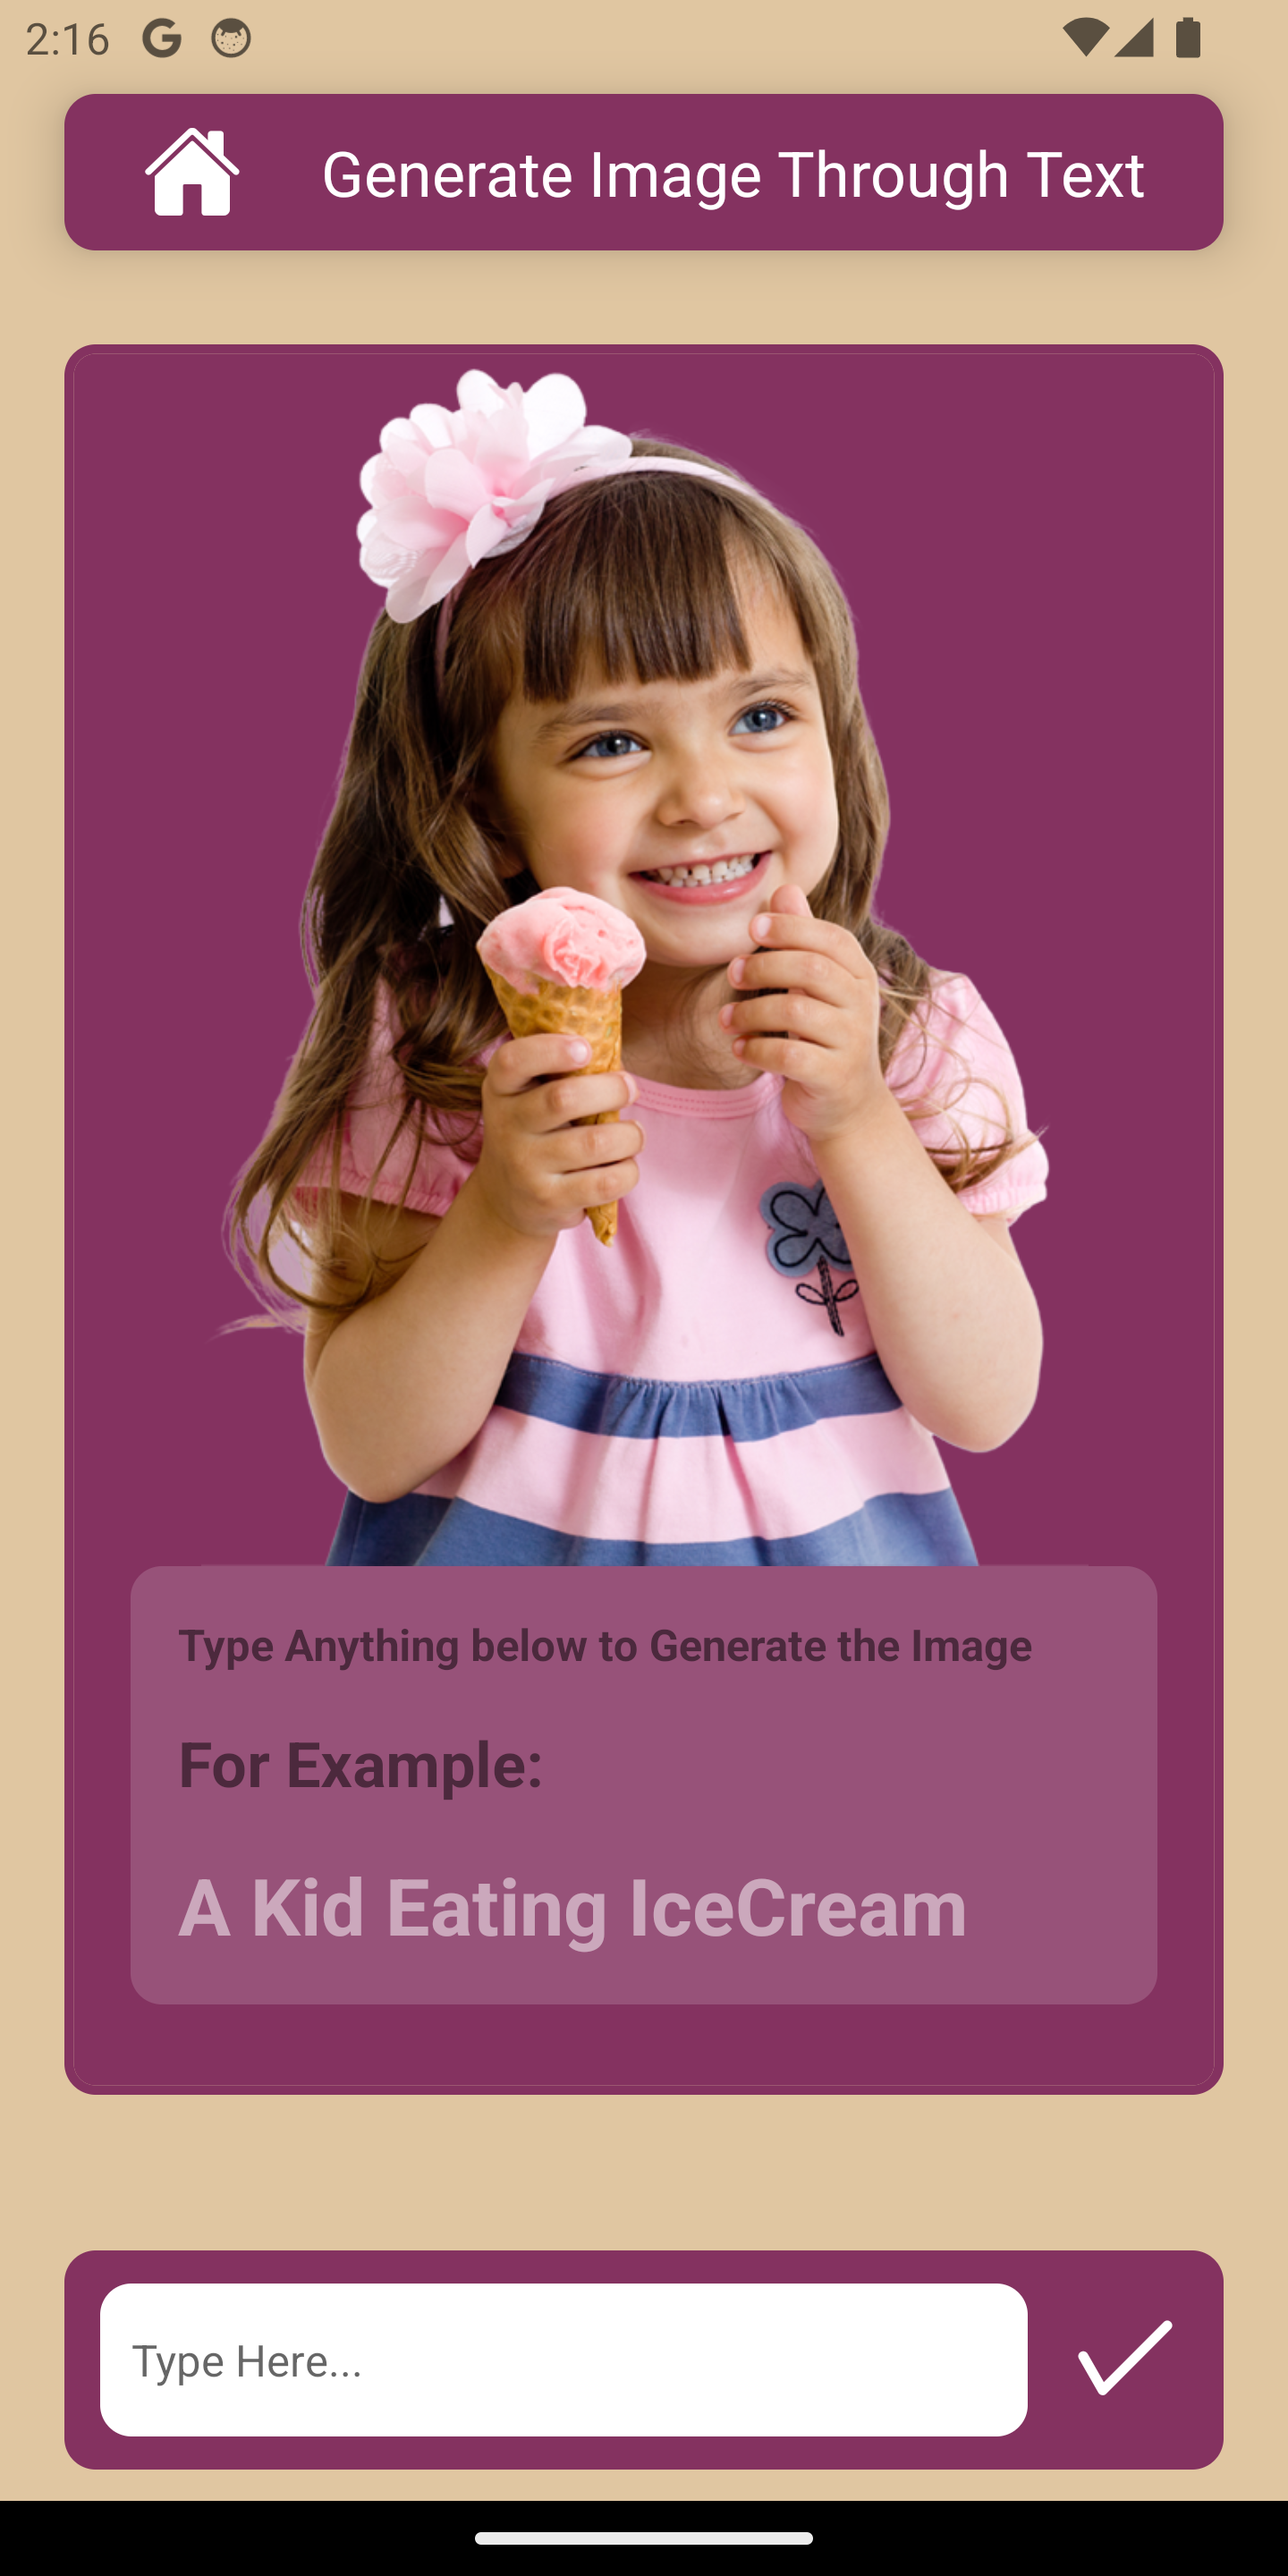 2:16
Generate Image Through Text
Type Anything below to Generate the Image
For Example:
A Kid Eating IceCream
Type Here...